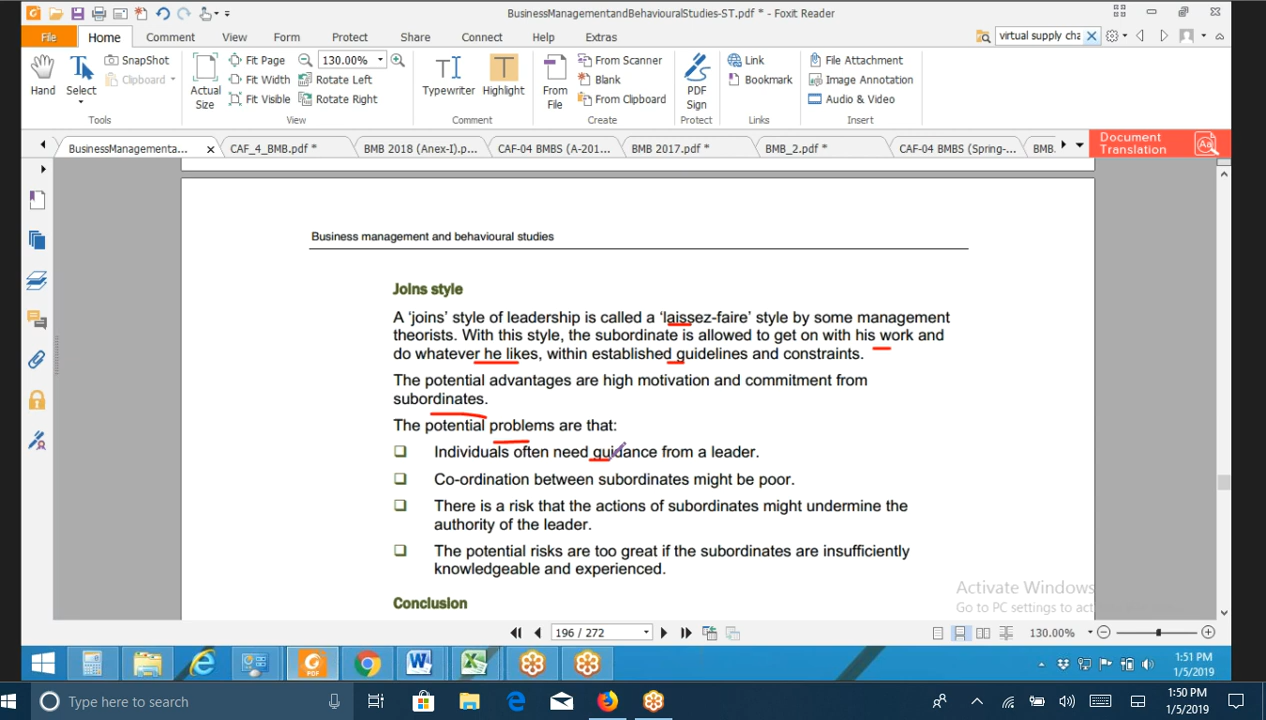 BusinessManagementandBehaviouralStudies-ST.pdf * - Foxit Reader
File Home Comment View Form Protect Share Connect Help Extras virtual supply cha
Hand Select SnapShot Clipboard Actual Size Fit Page Fit Width Fit Visible 130.00% Rotate Left Rotate Right Typewriter Highlight From File From Scanner Blank From Clipboard PDF Sign Link Bookmark File Attachment Image Annotation Audio & Video
Tools View Comment Create Protect Links Insert
BusinessManagementa... CAF_4_BMB.pdf * BMB 2018 (Anex-I).p... CAF-04 BMBS (A-201... BMB 2017.pdf * BMB_2.pdf * CAF-04 BMBS (Spring-... BMB. Document Translation
Business management and behavioural studies
Joins style
A ‘joins’ style of leadership is called a ‘laissez-faire’ style by some management
theorists. With this style, the subordinate is allowed to get on with his work and
do whatever he likes, within established guidelines and constraints.
The potential advantages are high motivation and commitment from
subordinates.
The potential problems are that:
Individuals often need guidance from a leader.
Co-ordination between subordinates might be poor.
There is a risk that the actions of subordinates might undermine the
authority of the leader.
The potential risks are too great if the subordinates are insufficiently
knowledgeable and experienced.
Conclusion
Activate Windows
Go to PC settings to act
196 / 272 130.00%
1:51 PM
1/5/2019
Type here to search
1:50 PM
1/5/2019